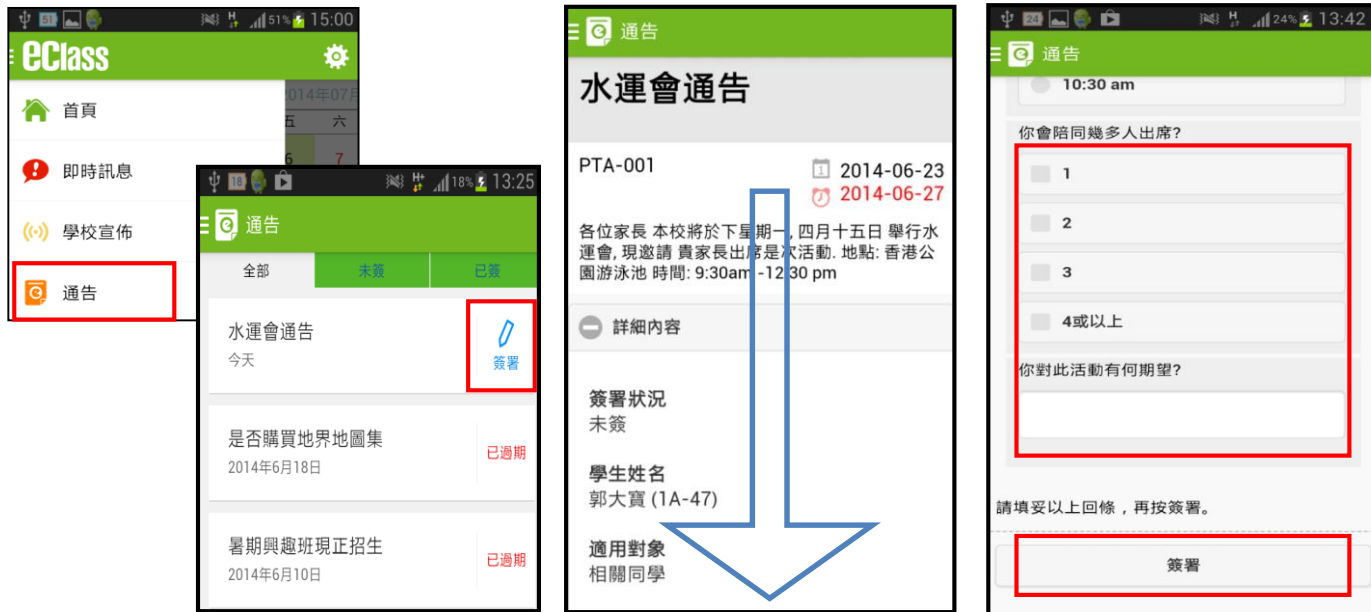 51 51% 15:00
eClass
首頁
即時訊息
學校宣佈
通告
2014年07月
五 六
6 7
18 H+ 18% 13:25
通告
全部 未簽 已簽
水運會通告
今天
簽署
是否購買地界地圖集
2014年6月18日
已過期
暑期興趣班現正招生
2014年6月10日
已過期
通告
水運會通告
PTA-001
2014-06-23
2014-06-27
各位家長 本校將於下星期一, 四月十五日 舉行水
運會, 現邀請 貴家長出席是次活動. 地點: 香港公
園游泳池 時間: 9:30am -12:30 pm
詳細內容
簽署狀況
未簽
學生姓名
郭大寶 (1A-47)
適用對象
相關同學
24 H 24% 13:42
通告
10:30 am
你會陪同幾多人出席?
1
2
3
4或以上
你對此活動有何期望?
請填妥以上回條，再按簽署。
簽署